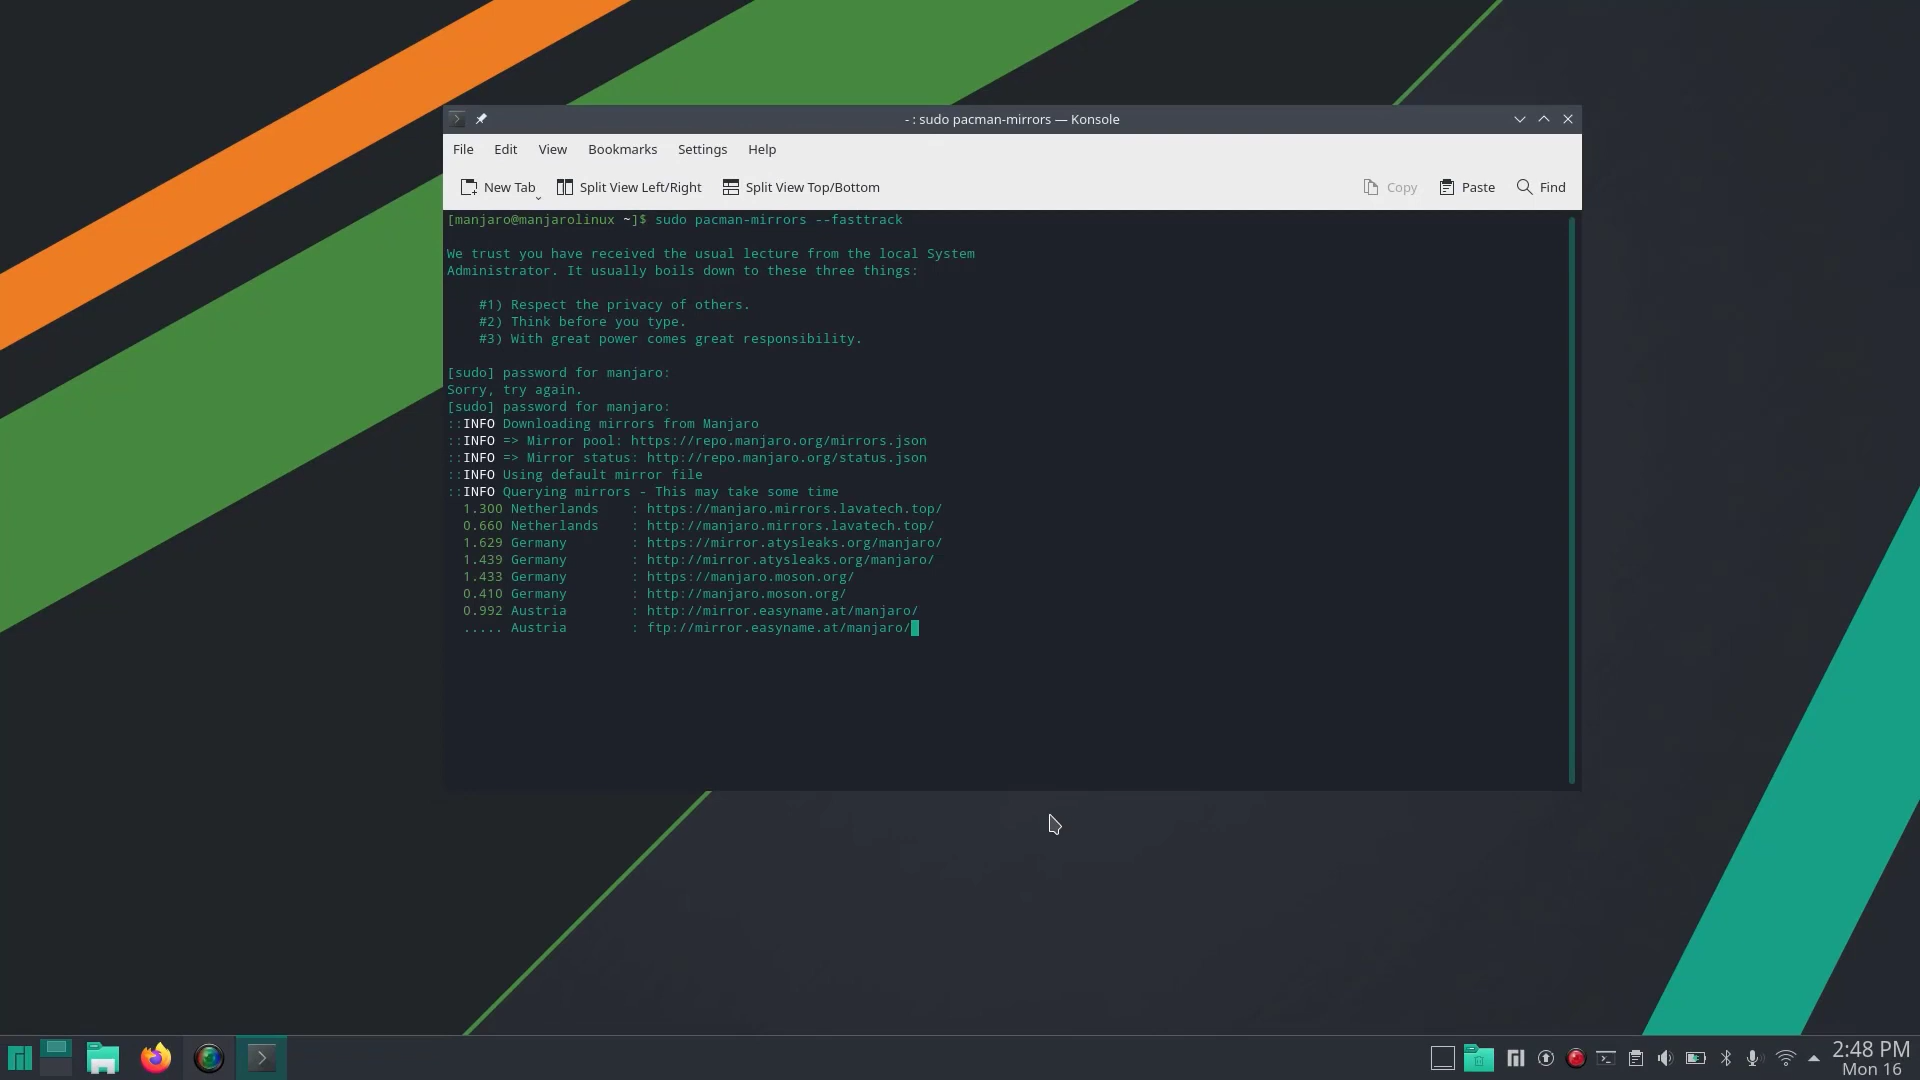 - : sudo pacman-mirrors — Konsole
File Edit View Bookmarks Settings Help
New Tab Split View Left/Right Split View Top/Bottom Copy Paste Find
[manjaro@manjarolinux ~]$ sudo pacman-mirrors --fasttrack
We trust you have received the usual lecture from the local System
Administrator. It usually boils down to these three things:
#1) Respect the privacy of others.
#2) Think before you type.
#3) With great power comes great responsibility.
[sudo] password for manjaro:
Sorry, try again.
[sudo] password for manjaro:
::INFO Downloading mirrors from Manjaro
::INFO => Mirror pool: https://repo.manjaro.org/mirrors.json
::INFO => Mirror status: http://repo.manjaro.org/status.json
::INFO Using default mirror file
::INFO Querying mirrors - This may take some time
1.300 Netherlands : https://manjaro.mirrors.lavatech.top/
0.660 Netherlands : http://manjaro.mirrors.lavatech.top/
1.629 Germany : https://mirror.atysleaks.org/manjaro/
1.439 Germany : http://mirror.atysleaks.org/manjaro/
1.433 Germany : https://manjaro.moson.org/
0.410 Germany : http://manjaro.moson.org/
0.992 Austria : http://mirror.easyname.at/manjaro/
..... Austria : ftp://mirror.easyname.at/manjaro/
2:48 PM
Mon 16